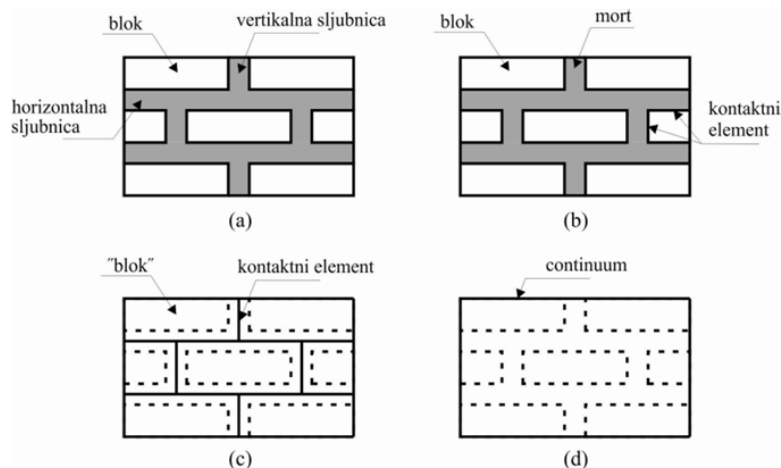 blok
vertikalna sljubnica
horizontalna
sljubnica
(a)
blok
mort
kontaktni
element
(b)
"blok"
kontaktni element
(c)
continuum
(d)